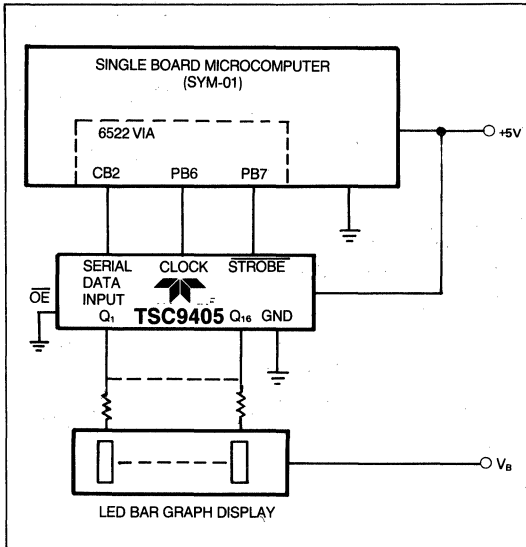 SINGLE BOARD MICROCOMPUTER
(SYM-01)
6522 VIA
CB2 PB6 PB7
+5V
SERIAL DATA INPUT
CLOCK
STROBE
OE
Q1 TSC9405 Q16 GND
VB
LED BAR GRAPH DISPLAY